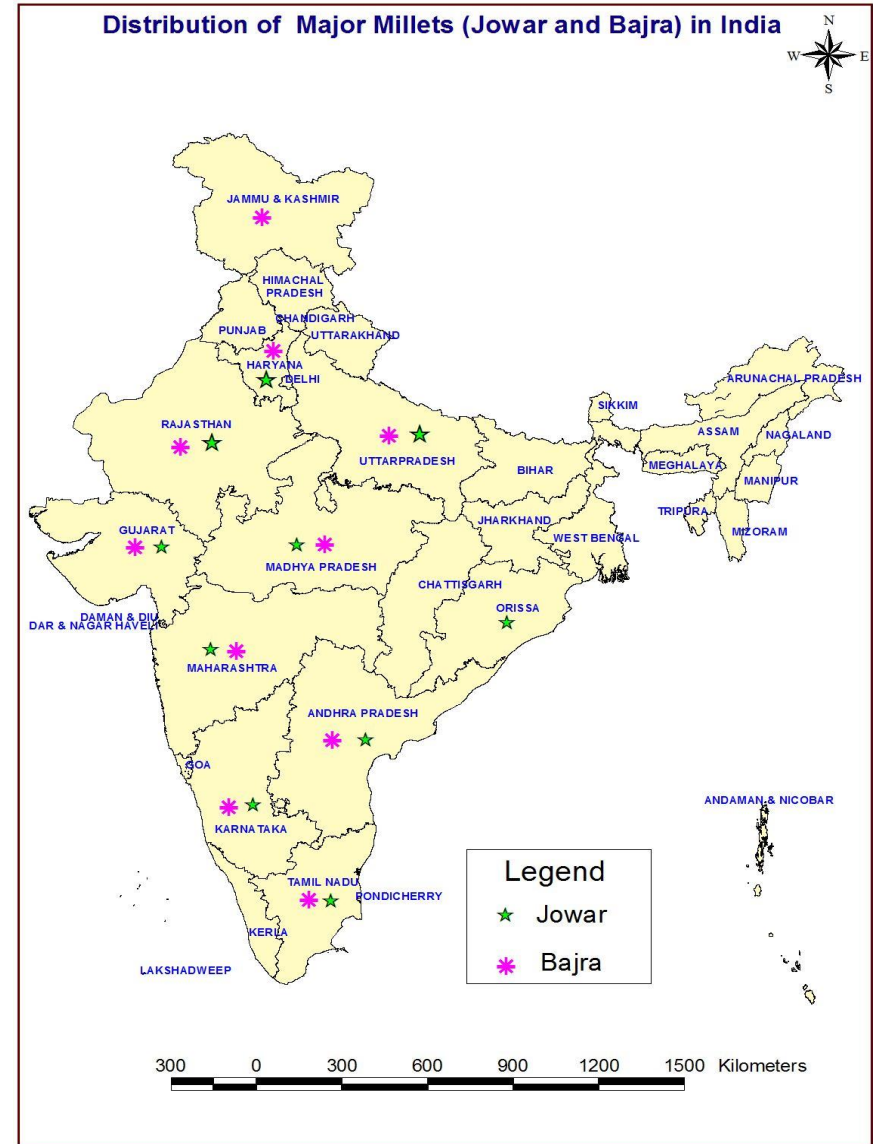 Distribution of Major Millets (Jowar and Bajra) in India
N
W E
S
JAMMU & KASHMIR
HIMACHAL
PRADESH
CHANDIGARH
PUNJAB
UTTARAKHAND
HARYANA
DELHI
ARUNACHAL PRADESH
SIKKIM
RAJASTHAN
ASSAM
NAGALAND
UTTARPRADESH
MEGHALAYA
BIHAR
MANIPUR
TRIPURA
JHARKHAND
GUJARAT
MIZORAM
WEST BENGAL
MADHYA PRADESH
CHATTISGARH
ORISSA
DAMAN & DIU
DAR & NAGAR HAVELI
MAHARASHTRA
ANDHRA PRADESH
GOA
ANDAMAN & NICOBAR
KARNATAKA
Legend
TAMIL NADU
PONDICHERRY
Jowar
KERLA
Bajra
LAKSHADWEEP
300 0 300 600 900 1200 1500 Kilometers